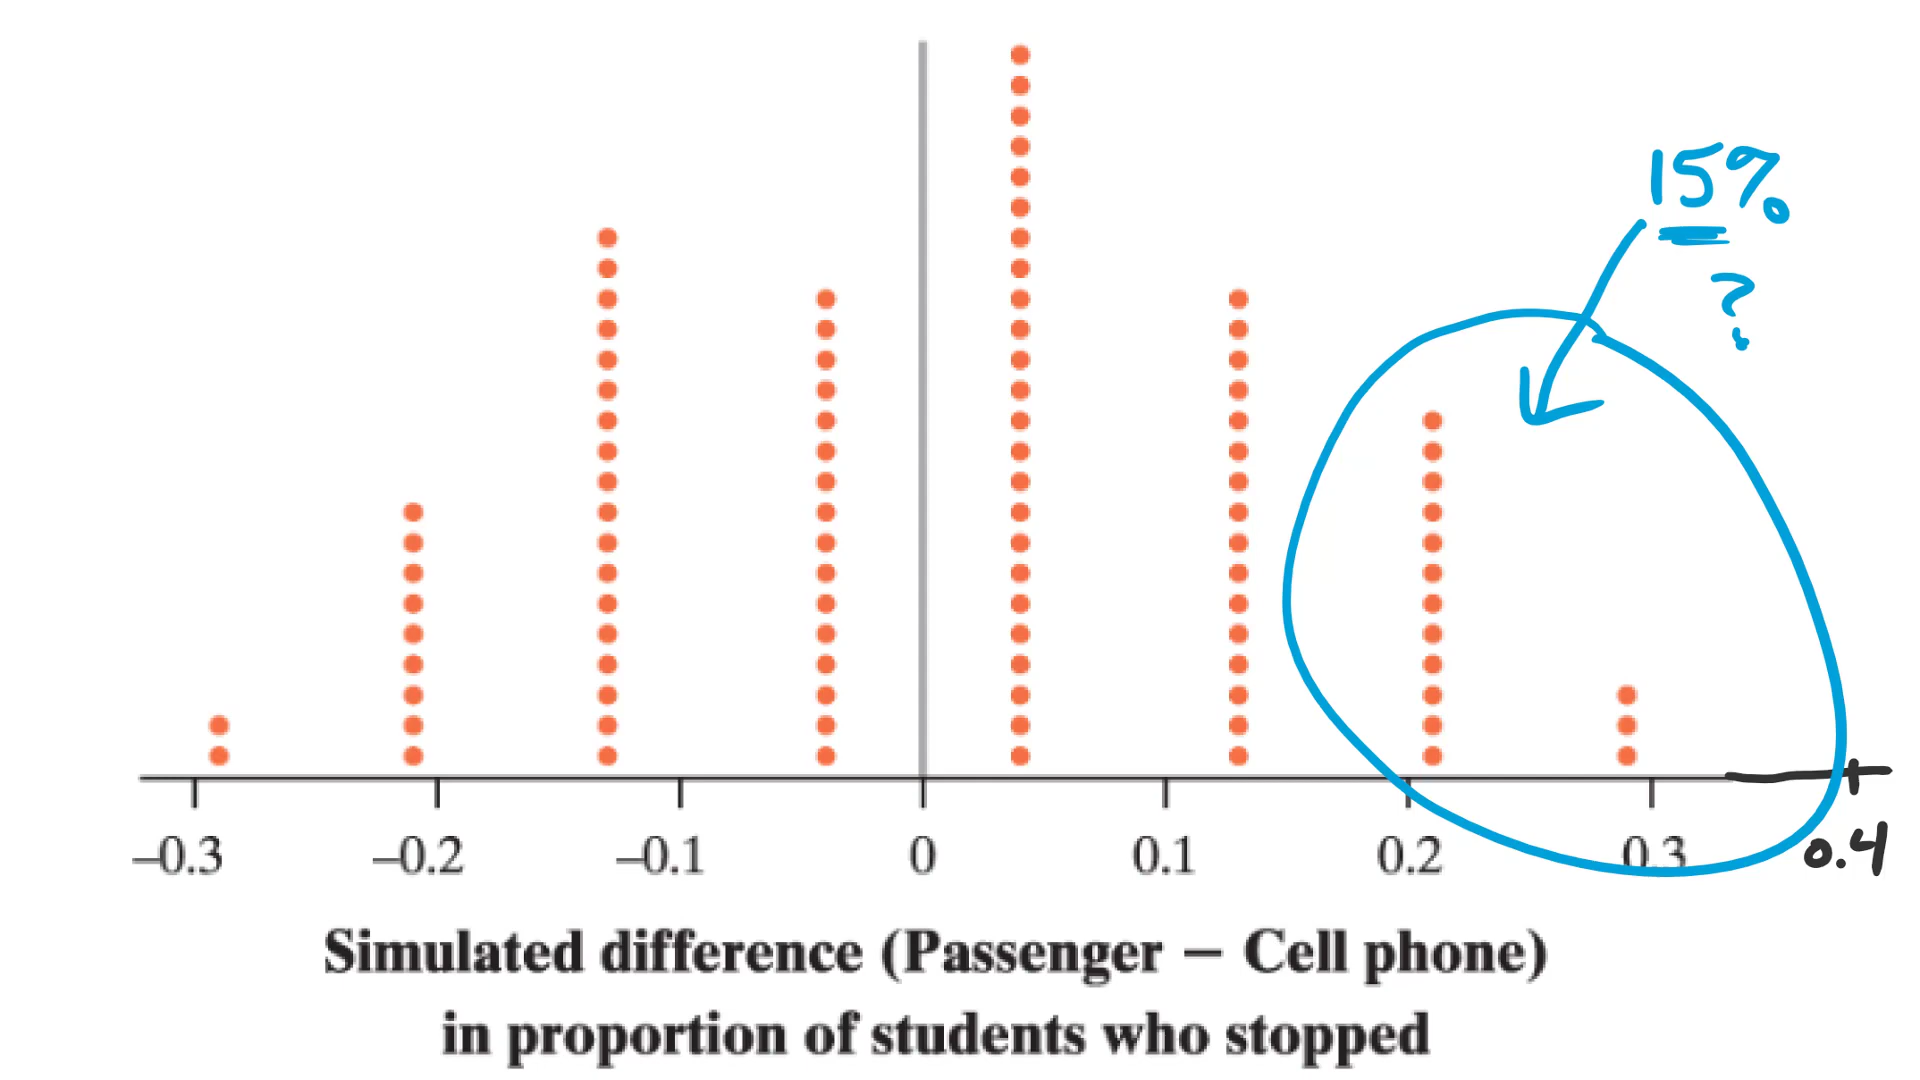 15%
?
–0.3 –0.2 –0.1 0 0.1 0.2 0.3 0.4
Simulated difference (Passenger – Cell phone)
in proportion of students who stopped